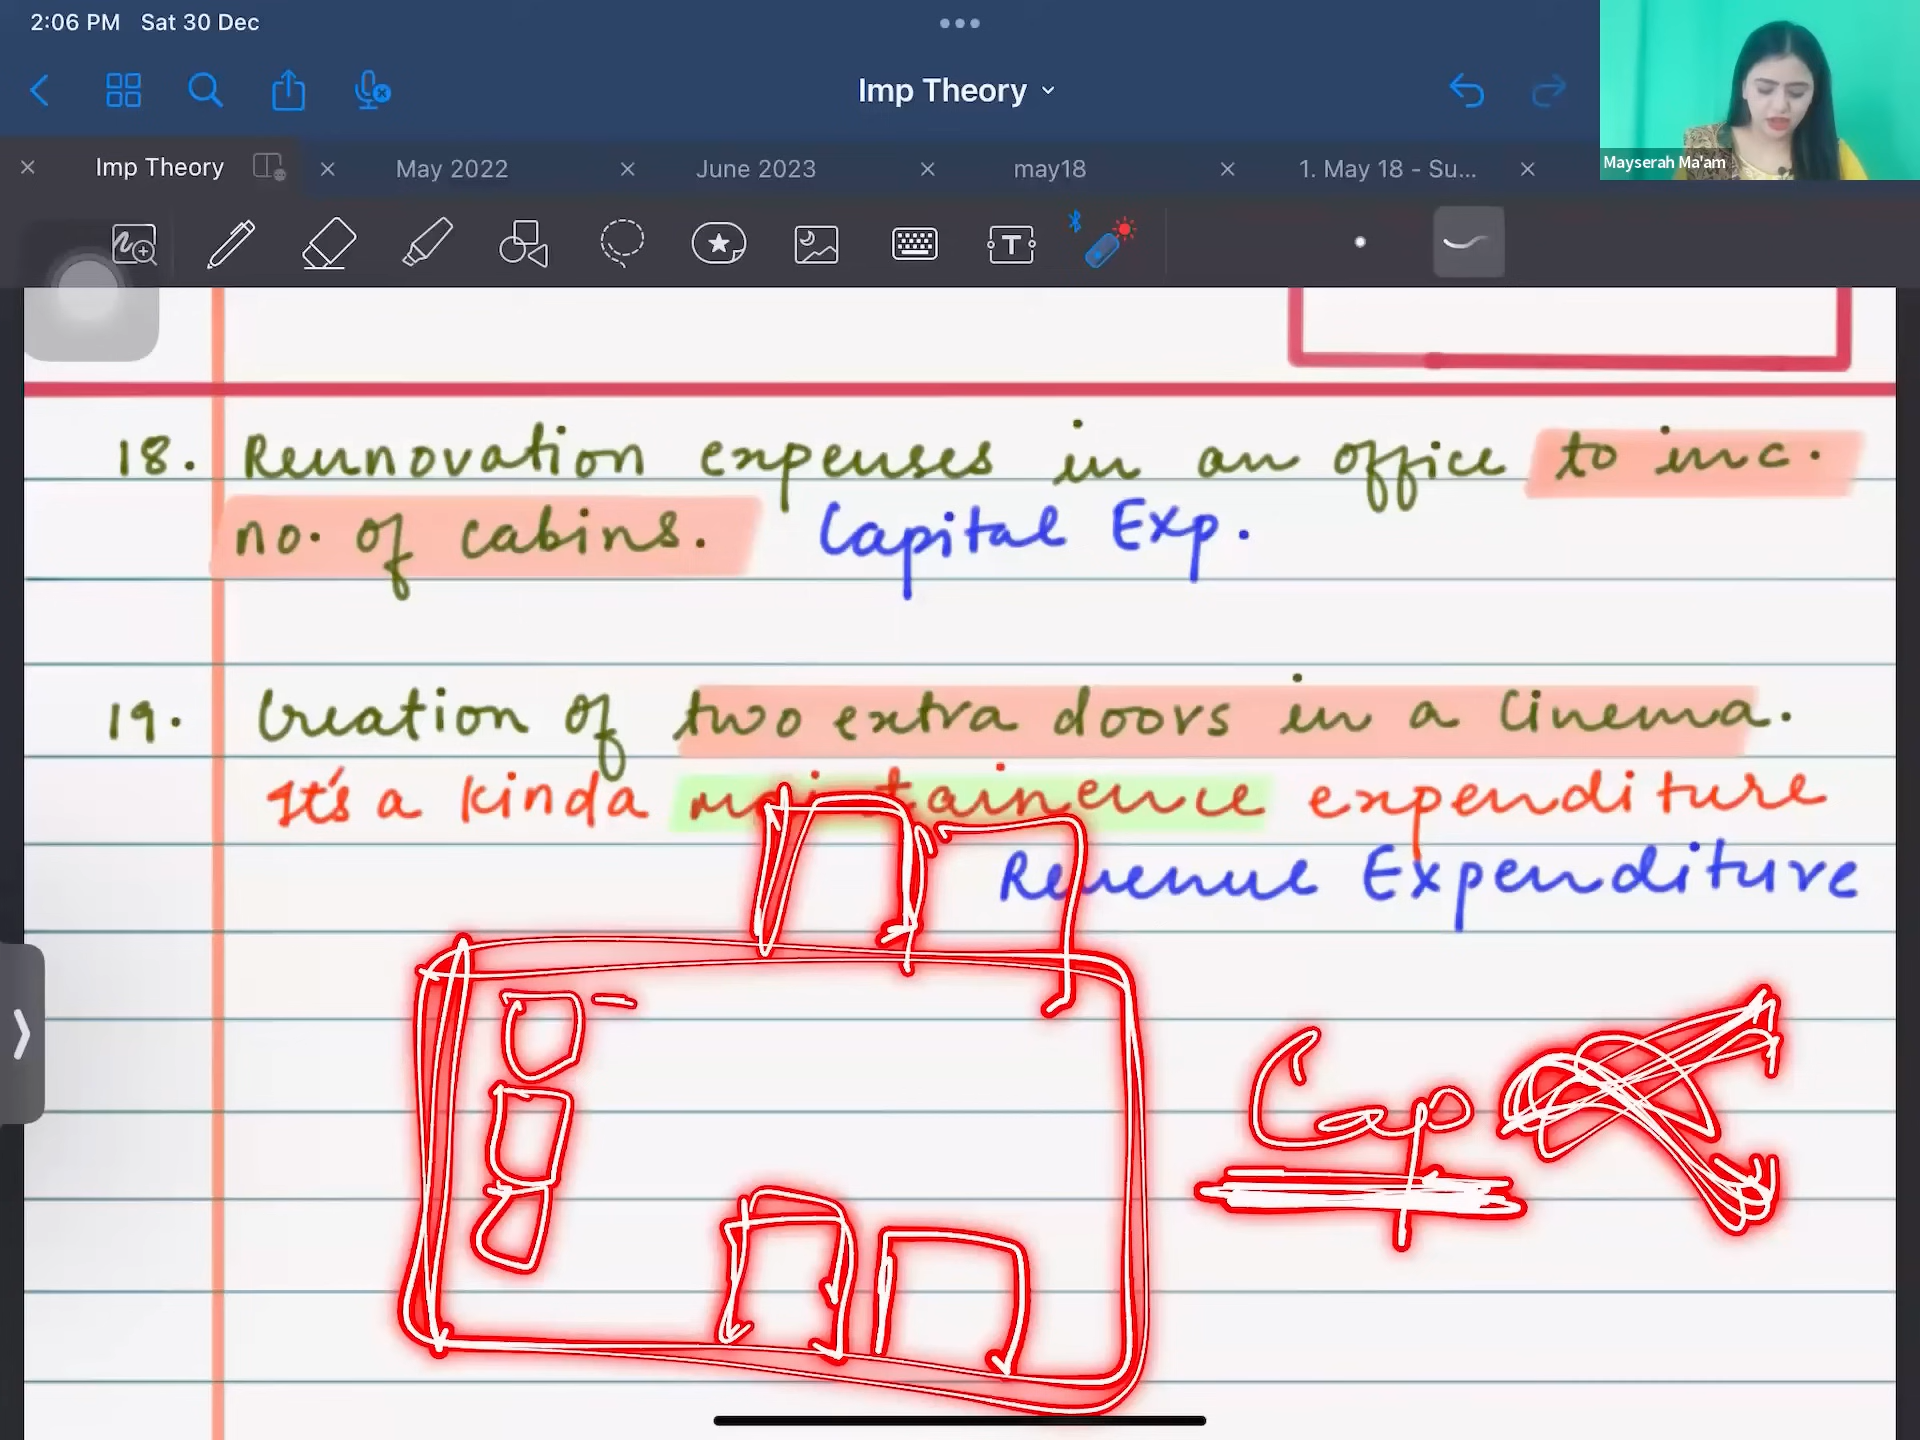 2:06 PM Sat 30 Dec
Imp Theory
Mayserah Ma'am
Imp Theory May 2022 June 2023 may18 1. May 18 - Su...
18. Rennovation expenses in an office to inc.
no. of cabins. Capital Exp.
19. Creation of two extra doors in a Cinema.
It's a kinda maintainence expenditure
Revenue Expenditure
Cap